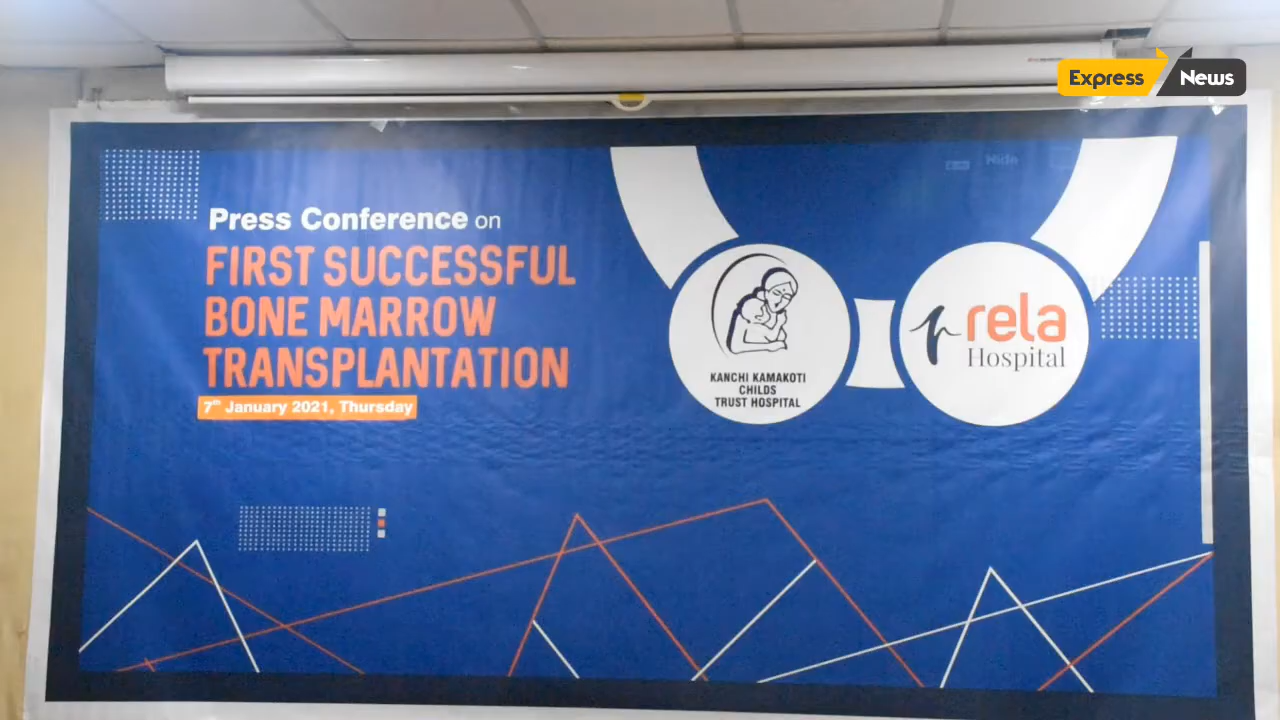 Express News
Press Conference on
FIRST SUCCESSFUL
BONE MARROW
TRANSPLANTATION
7th January 2021, Thursday
KANCHI KAMAKOTI
CHILDS
TRUST HOSPITAL
rela
Hospital